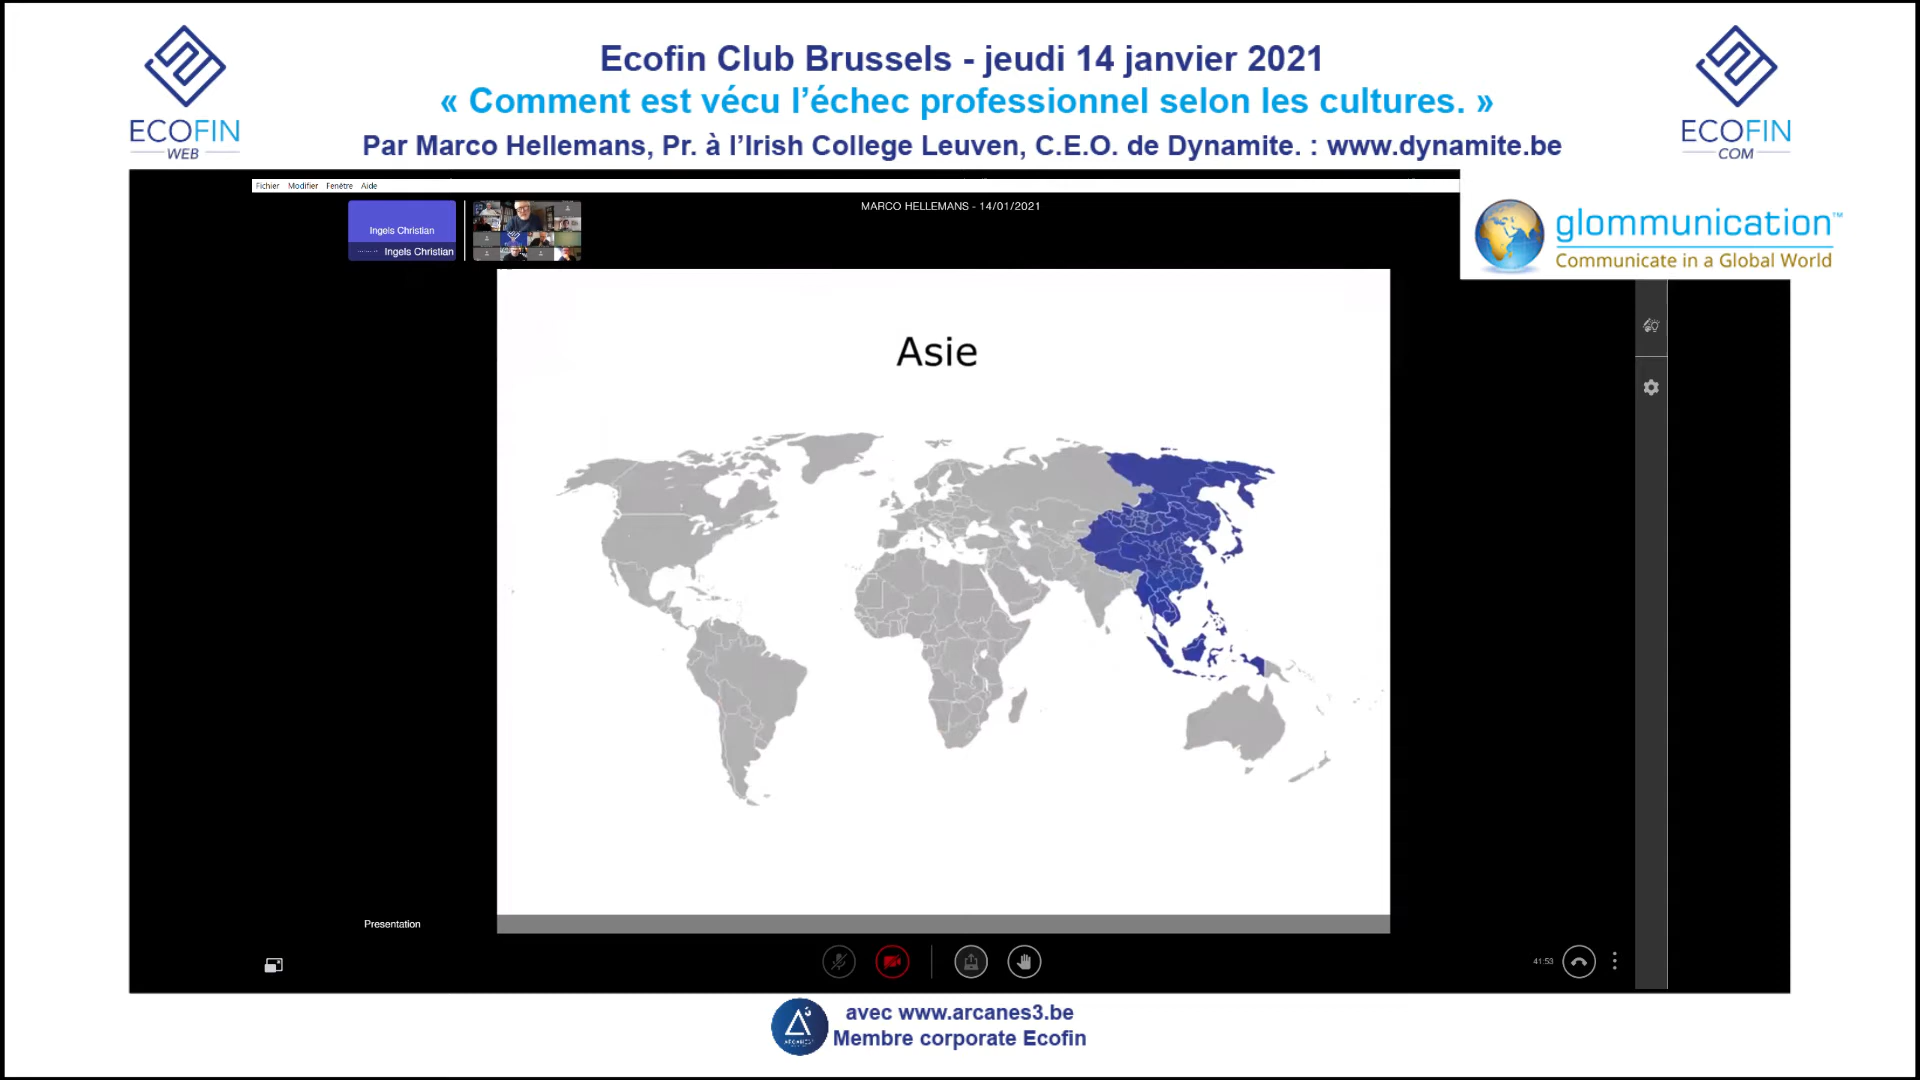 Ecofin Club Brussels - jeudi 14 janvier 2021
« Comment est vécu l’échec professionnel selon les cultures. »
Par Marco Hellemans, Pr. à l’Irish College Leuven, C.E.O. de Dynamite. : www.dynamite.be
ECOFIN
WEB
ECOFIN
COM
Fichier Modifier Fenêtre Aide
MARCO HELLEMANS - 14/01/2021
Ingels Christian
Ingels Christian
glommunication™
Communicate in a Global World
Asie
Presentation
41:53
avec www.arcanes3.be
Membre corporate Ecofin